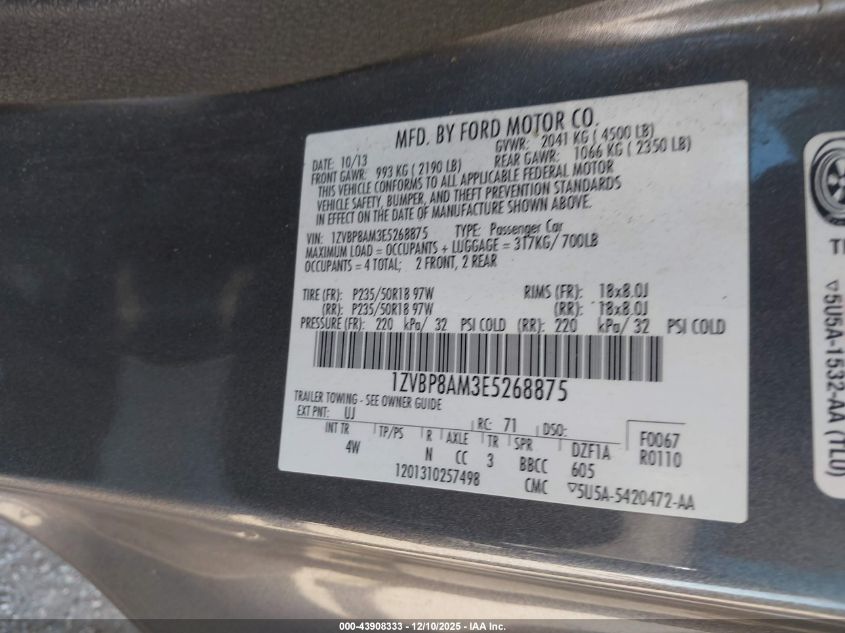 MFD. BY FORD MOTOR CO.
DATE: 10/13 GVWR: 2041 KG ( 4500 LB)
FRONT GAWR: 993 KG ( 2190 LB) REAR GAWR: 1066 KG ( 2350 LB)
THIS VEHICLE CONFORMS TO ALL APPLICABLE FEDERAL MOTOR
VEHICLE SAFETY, BUMPER, AND THEFT PREVENTION STANDARDS
IN EFFECT ON THE DATE OF MANUFACTURE SHOWN ABOVE.
VIN: 1ZVBP8AM3E5268875 TYPE: Passenger Car
MAXIMUM LOAD = OCCUPANTS + LUGGAGE = 317KG/ 700LB
OCCUPANTS = 4 TOTAL; 2 FRONT, 2 REAR
TIRE (FR): P235/50R18 97W RIMS (FR): 18x8.0J
(RR): P235/50R18 97W (RR): 18x8.0J
PRESSURE (FR): 220 kPa/ 32 PSI COLD (RR): 220 kPa/ 32 PSI COLD
1ZVBP8AM3E5268875
TRAILER TOWING - SEE OWNER GUIDE
EXT PNT: UJ RC: 71 DSO: F0067
INT TR TP/PS R AXLE TR SPR DZF1A R0110
4W N CC 3 BBCC 605
1201310257498 CMC ▽5U5A-5420472-AA
▽5U5A-1532-AA (TL0)
000-43908333 - 12/10/2025 - IAA Inc.